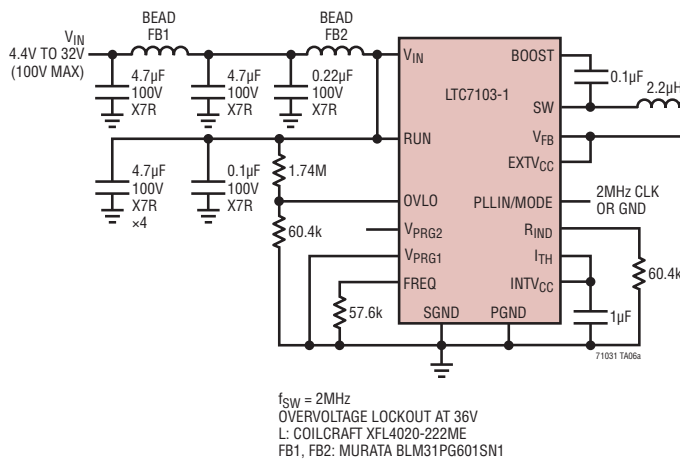 V_IN
4.4V TO 32V
(100V MAX)
BEAD
FB1
BEAD
FB2
4.7µF
100V
X7R
4.7µF
100V
X7R
0.22µF
100V
X7R
4.7µF
100V
X7R
×4
0.1µF
100V
X7R
1.74M
60.4k
57.6k
V_IN
RUN
OVLO
V_PRG2
V_PRG1
FREQ
LTC7103-1
BOOST
SW
V_FB
EXTV_CC
PLLIN/MODE
R_IND
I_TH
INTV_CC
SGND
PGND
0.1µF
2.2µH
2MHz CLK
OR GND
60.4k
1µF
71031 TA06a
f_SW = 2MHz
OVERVOLTAGE LOCKOUT AT 36V
L: COILCRAFT XFL4020-222ME
FB1, FB2: MURATA BLM31PG601SN1